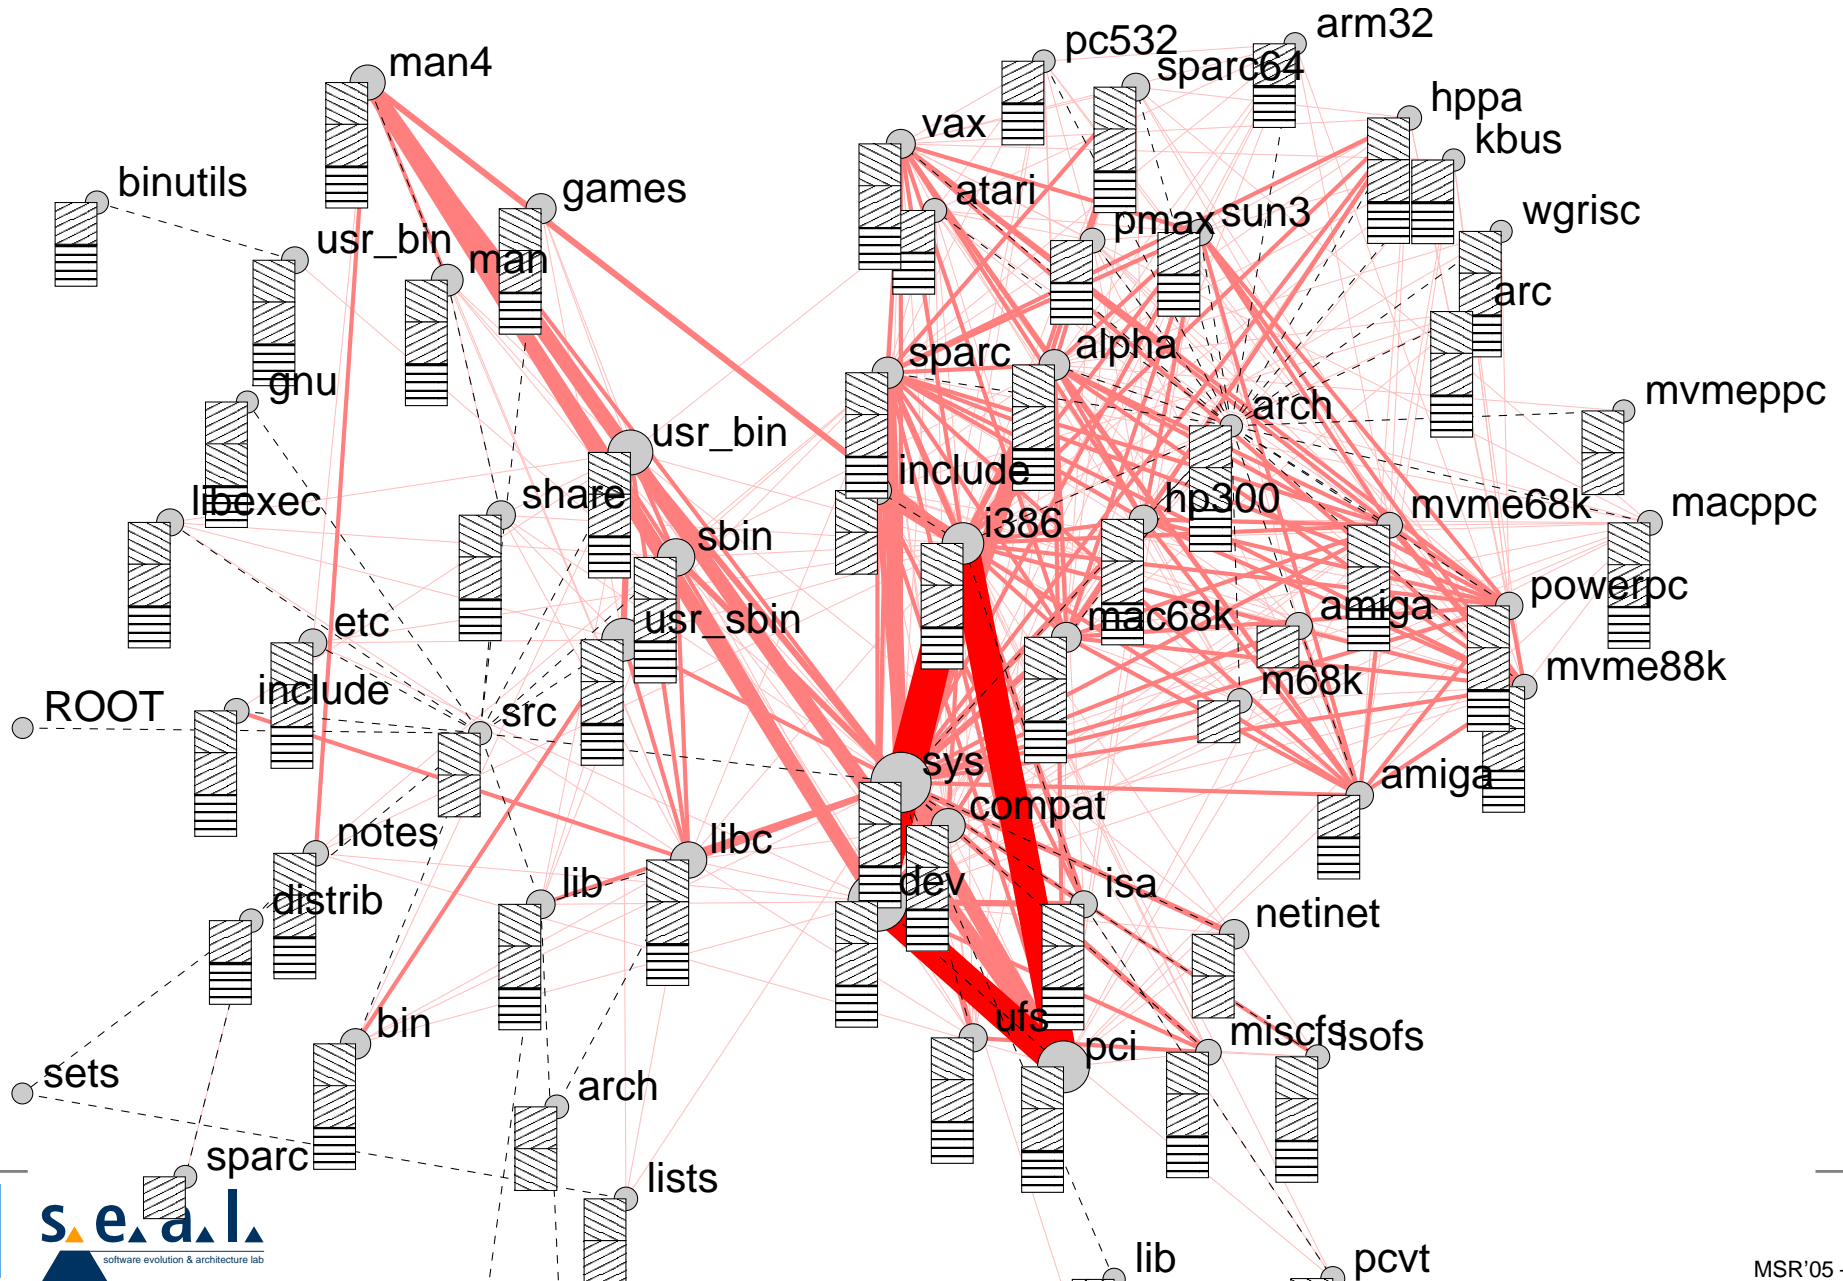 man4
pc532
arm32
sparc64
hppa
vax
kbus
binutils
games
atari
usr_bin
man
pmax
sun3
wgrisc
arc
sparc
alpha
gnu
arch
mvmeppc
usr_bin
include
libexec
share
hp300
mvme68k
macppc
sbin
i386
etc
usr_sbin
mac68k
amiga
powerpc
ROOT
include
src
m68k
mvme88k
sys
amiga
compat
notes
libc
distrib
lib
dev
isa
netinet
bin
ufs
pci
miscfs
isofs
sets
arch
sparc
lists
s.e.a.l.
software evolution & architecture lab
lib
pcvt
MSR'05 -